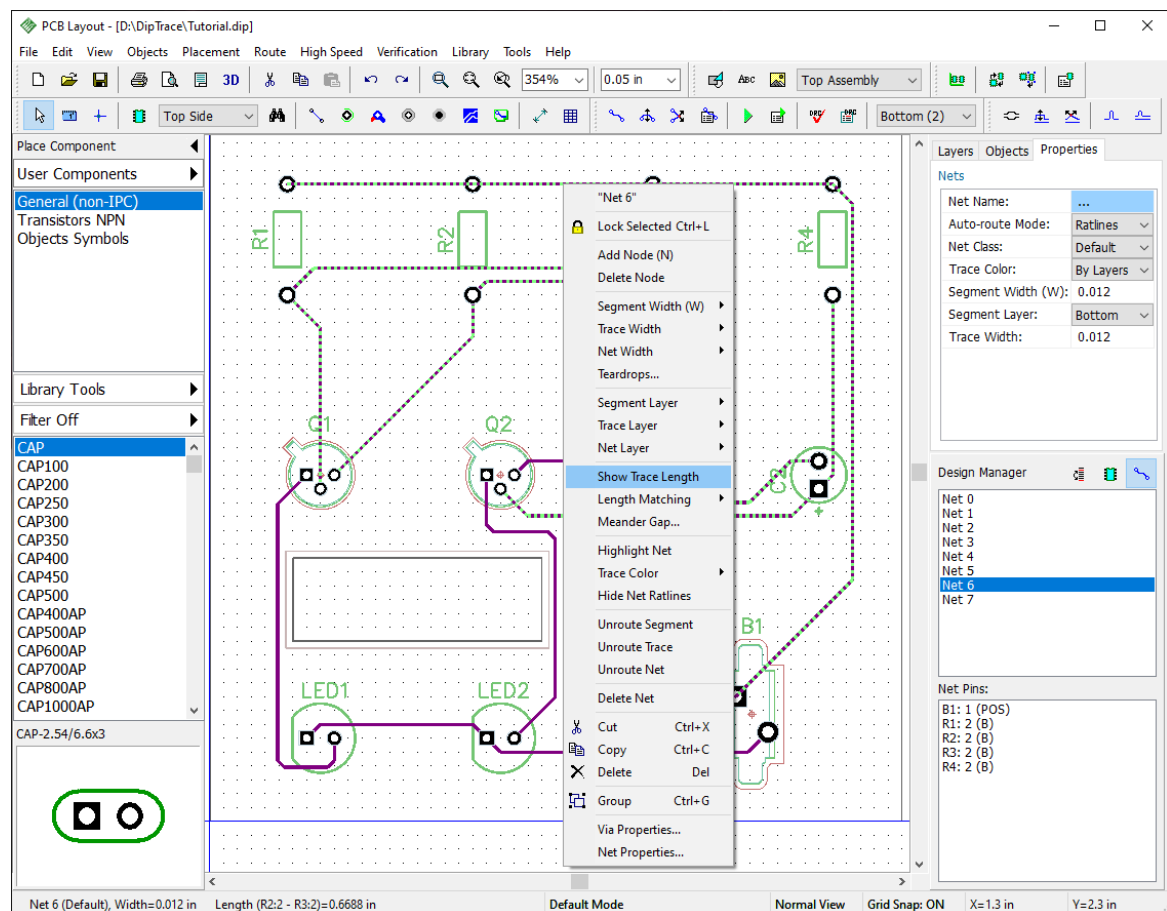 PCB Layout - [D:\DipTrace\Tutorial.dip]
File Edit View Objects Placement Route High Speed Verification Library Tools Help
3D 354% 0.05 in ABC Top Assembly
Top Side DRC DRC Bottom (2)
Place Component
User Components
General (non-IPC)
Transistors NPN
Objects Symbols
Library Tools
Filter Off
CAP
CAP100
CAP200
CAP250
CAP300
CAP350
CAP400
CAP450
CAP500
CAP400AP
CAP500AP
CAP600AP
CAP700AP
CAP800AP
CAP1000AP
CAP-2.54/6.6x3
R1
R2
R4
Q1
Q2
+
B1
LED1
LED2
"Net 6"
Lock Selected Ctrl+L
Add Node (N)
Delete Node
Segment Width (W)
Trace Width
Net Width
Teardrops...
Segment Layer
Trace Layer
Net Layer
Show Trace Length
Length Matching
Meander Gap...
Highlight Net
Trace Color
Hide Net Ratlines
Unroute Segment
Unroute Trace
Unroute Net
Delete Net
Cut Ctrl+X
Copy Ctrl+C
Delete Del
Group Ctrl+G
Via Properties...
Net Properties...
Layers Objects Properties
Nets
Net Name: ...
Auto-route Mode: Ratlines
Net Class: Default
Trace Color: By Layers
Segment Width (W): 0.012
Segment Layer: Bottom
Trace Width: 0.012
Design Manager
Net 0
Net 1
Net 2
Net 3
Net 4
Net 5
Net 6
Net 7
Net Pins:
B1: 1 (POS)
R1: 2 (B)
R2: 2 (B)
R3: 2 (B)
R4: 2 (B)
Net 6 (Default), Width=0.012 in Length (R2:2 - R3:2)=0.6688 in Default Mode Normal View Grid Snap: ON X=1.3 in Y=2.3 in